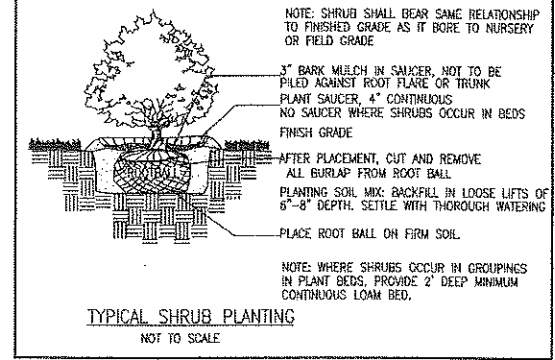 NOTE: SHRUB SHALL BEAR SAME RELATIONSHIP
TO FINISHED GRADE AS IT BORE TO NURSERY
OR FIELD GRADE
3" BARK MULCH IN SAUCER, NOT TO BE
PILED AGAINST ROOT FLARE OR TRUNK
PLANT SAUCER, 4" CONTINUOUS
NO SAUCER WHERE SHRUBS OCCUR IN BEDS
FINISH GRADE
AFTER PLACEMENT, CUT AND REMOVE
ALL BURLAP FROM ROOT BALL
ROOTBALL
PLANTING SOIL MIX: BACKFILL IN LOOSE LIFTS OF
6"-8" DEPTH. SETTLE WITH THOROUGH WATERING
PLACE ROOT BALL ON FIRM SOIL
NOTE: WHERE SHRUBS OCCUR IN GROUPINGS
IN PLANT BEDS, PROVIDE 2' DEEP MINIMUM
CONTINUOUS LOAM BED.
TYPICAL SHRUB PLANTING
NOT TO SCALE